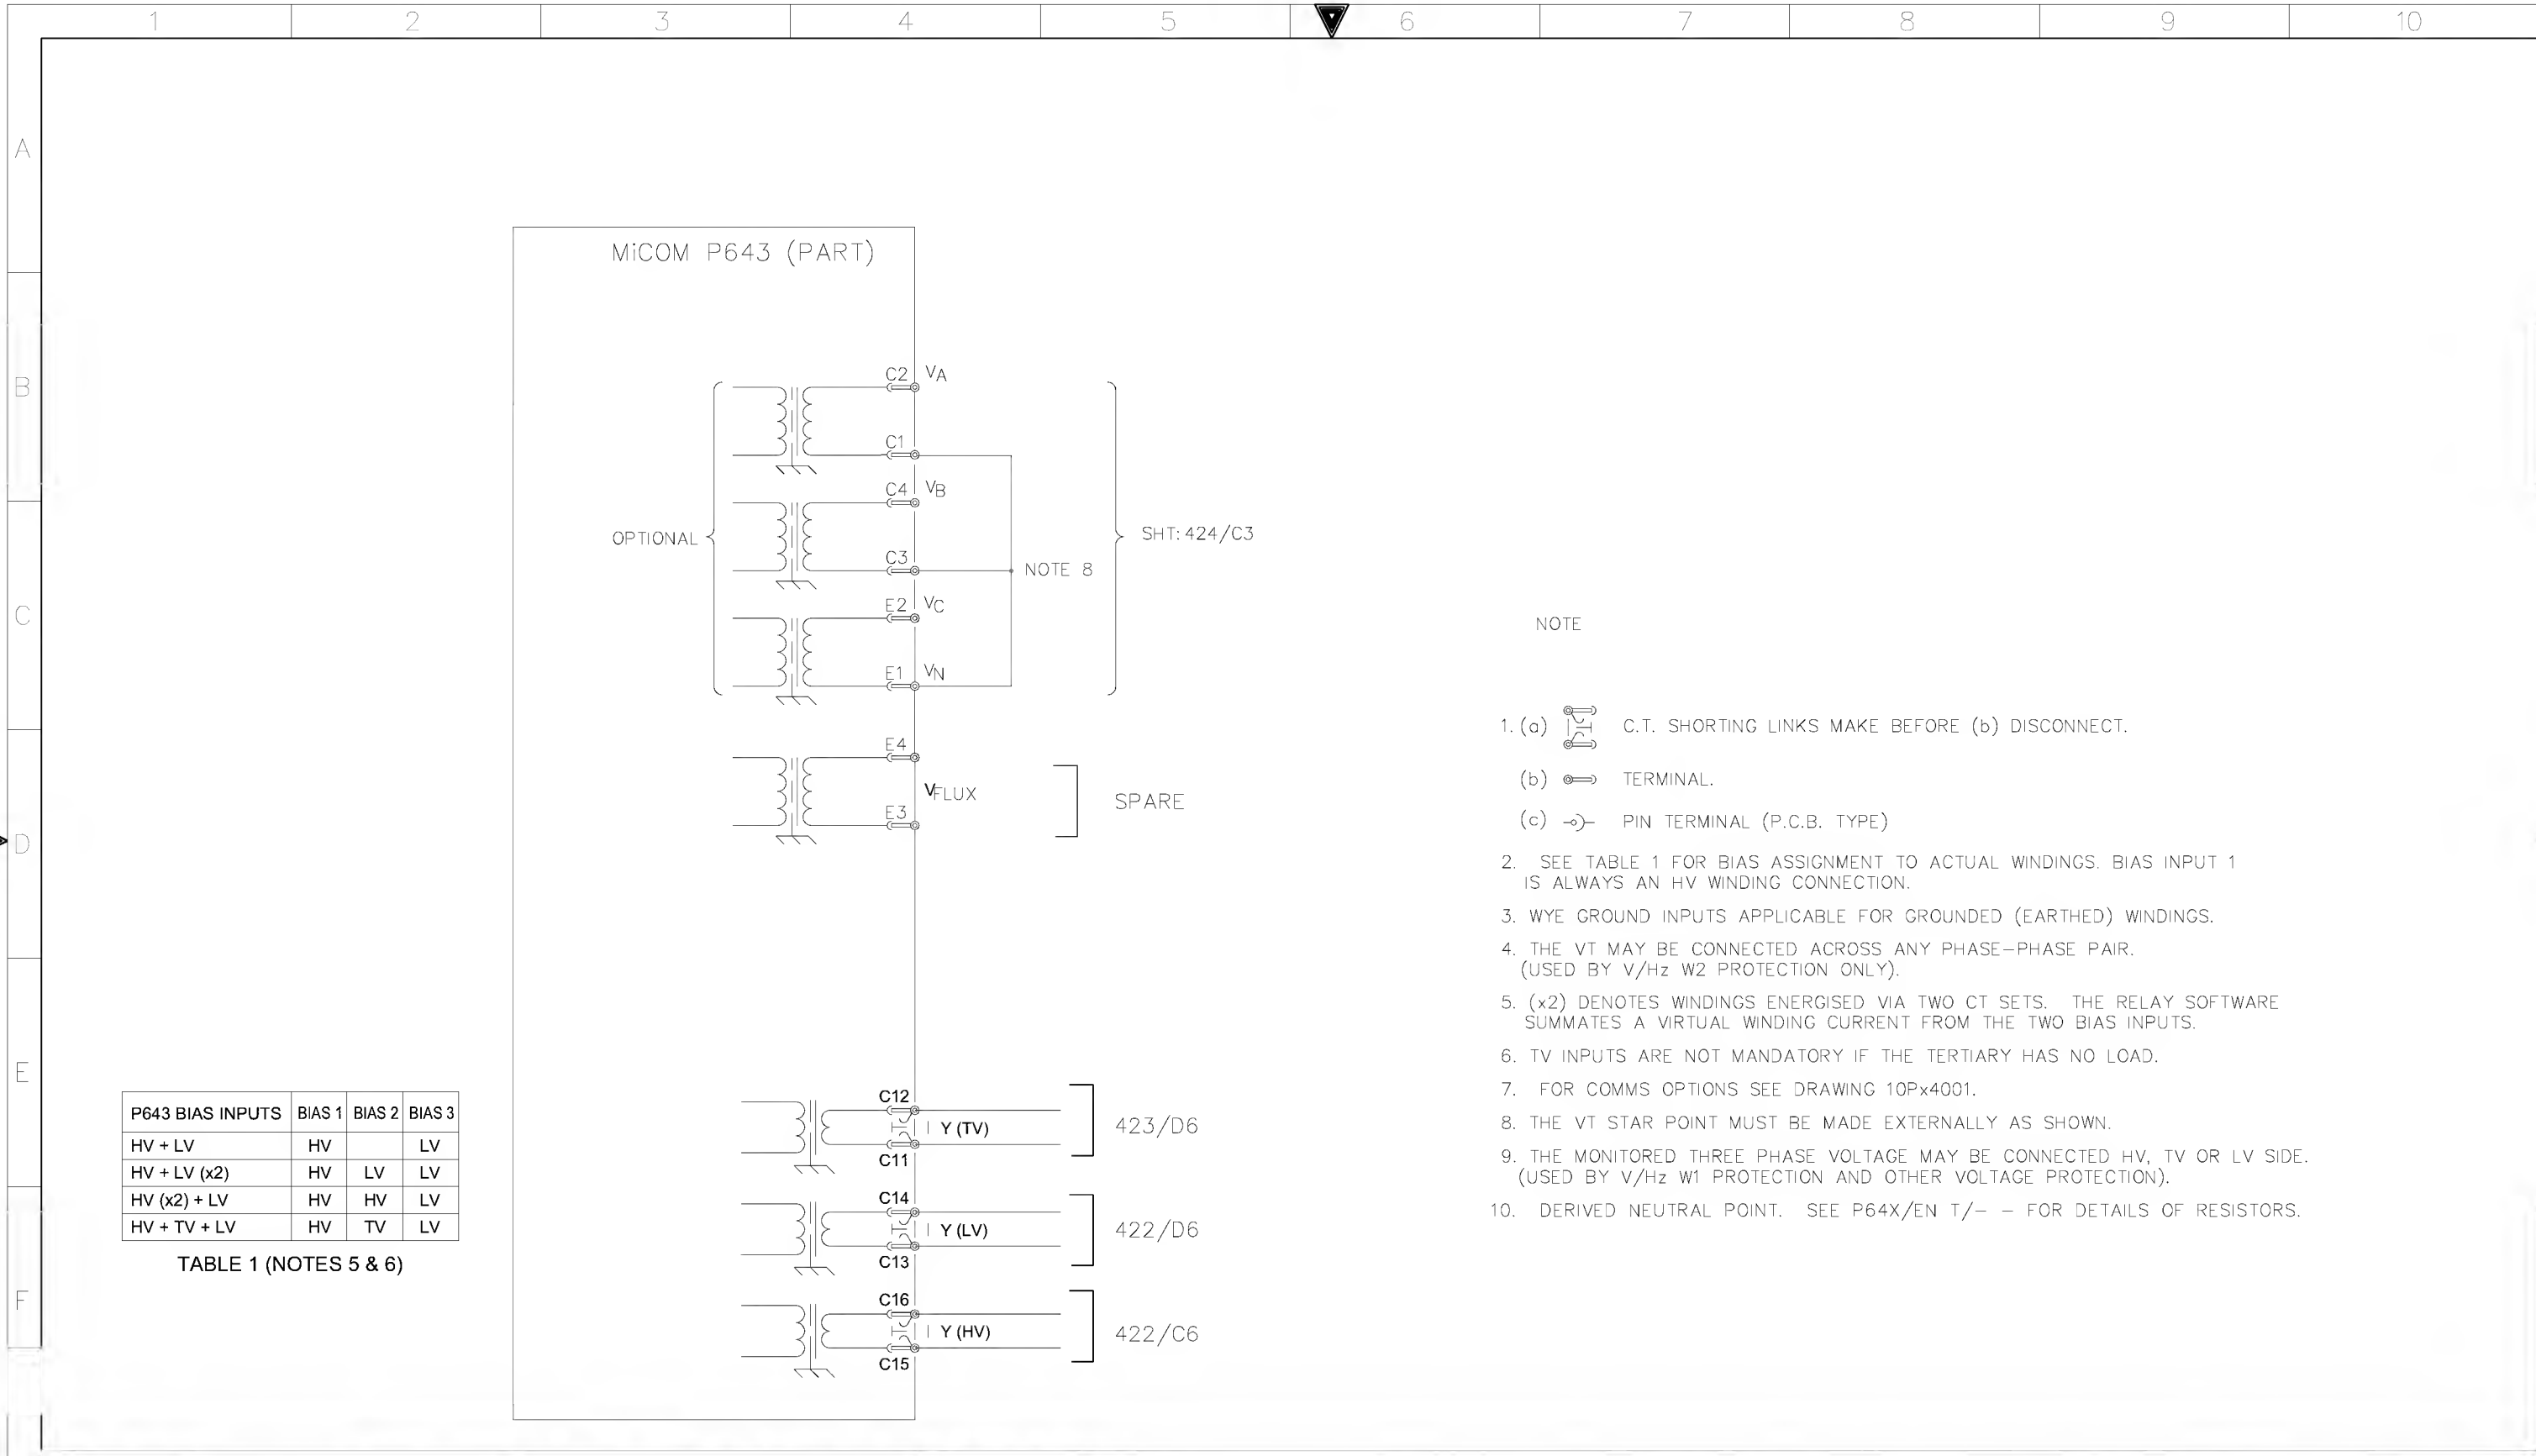 1 2 3 4 5 6 7 8 9 10
A
B
C
D
E
F
MiCOM P643 (PART)
C2 VA
C1
C4 VB
C3
E2 VC
E1 VN
OPTIONAL
NOTE 8
SHT: 424/C3
E4
VFLUX
E3
SPARE
C12
Y (TV)
C11
423/D6
C14
Y (LV)
C13
422/D6
C16
Y (HV)
C15
422/C6
P643 BIAS INPUTS BIAS 1 BIAS 2 BIAS 3
HV + LV HV LV
HV + LV (x2) HV LV LV
HV (x2) + LV HV HV LV
HV + TV + LV HV TV LV
TABLE 1 (NOTES 5 & 6)
NOTE
1. (a) C.T. SHORTING LINKS MAKE BEFORE (b) DISCONNECT.
(b) TERMINAL.
(c) PIN TERMINAL (P.C.B. TYPE)
2. SEE TABLE 1 FOR BIAS ASSIGNMENT TO ACTUAL WINDINGS. BIAS INPUT 1
IS ALWAYS AN HV WINDING CONNECTION.
3. WYE GROUND INPUTS APPLICABLE FOR GROUNDED (EARTHED) WINDINGS.
4. THE VT MAY BE CONNECTED ACROSS ANY PHASE-PHASE PAIR.
(USED BY V/Hz W2 PROTECTION ONLY).
5. (x2) DENOTES WINDINGS ENERGISED VIA TWO CT SETS. THE RELAY SOFTWARE
SUMMATES A VIRTUAL WINDING CURRENT FROM THE TWO BIAS INPUTS.
6. TV INPUTS ARE NOT MANDATORY IF THE TERTIARY HAS NO LOAD.
7. FOR COMMS OPTIONS SEE DRAWING 10Px4001.
8. THE VT STAR POINT MUST BE MADE EXTERNALLY AS SHOWN.
9. THE MONITORED THREE PHASE VOLTAGE MAY BE CONNECTED HV, TV OR LV SIDE.
(USED BY V/Hz W1 PROTECTION AND OTHER VOLTAGE PROTECTION).
10. DERIVED NEUTRAL POINT. SEE P64X/EN T/- - FOR DETAILS OF RESISTORS.